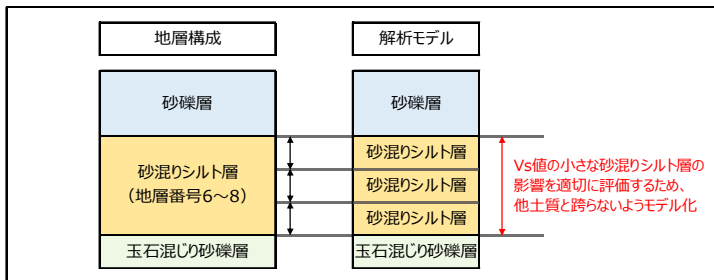 地層構成
解析モデル
砂礫層
砂礫層
砂混りシルト層
(地層番号6~8)
砂混りシルト層
砂混りシルト層
砂混りシルト層
Vs値の小さな砂混りシルト層の
影響を適切に評価するため、
他土質と跨らないようモデル化
玉石混じり砂礫層
玉石混じり砂礫層